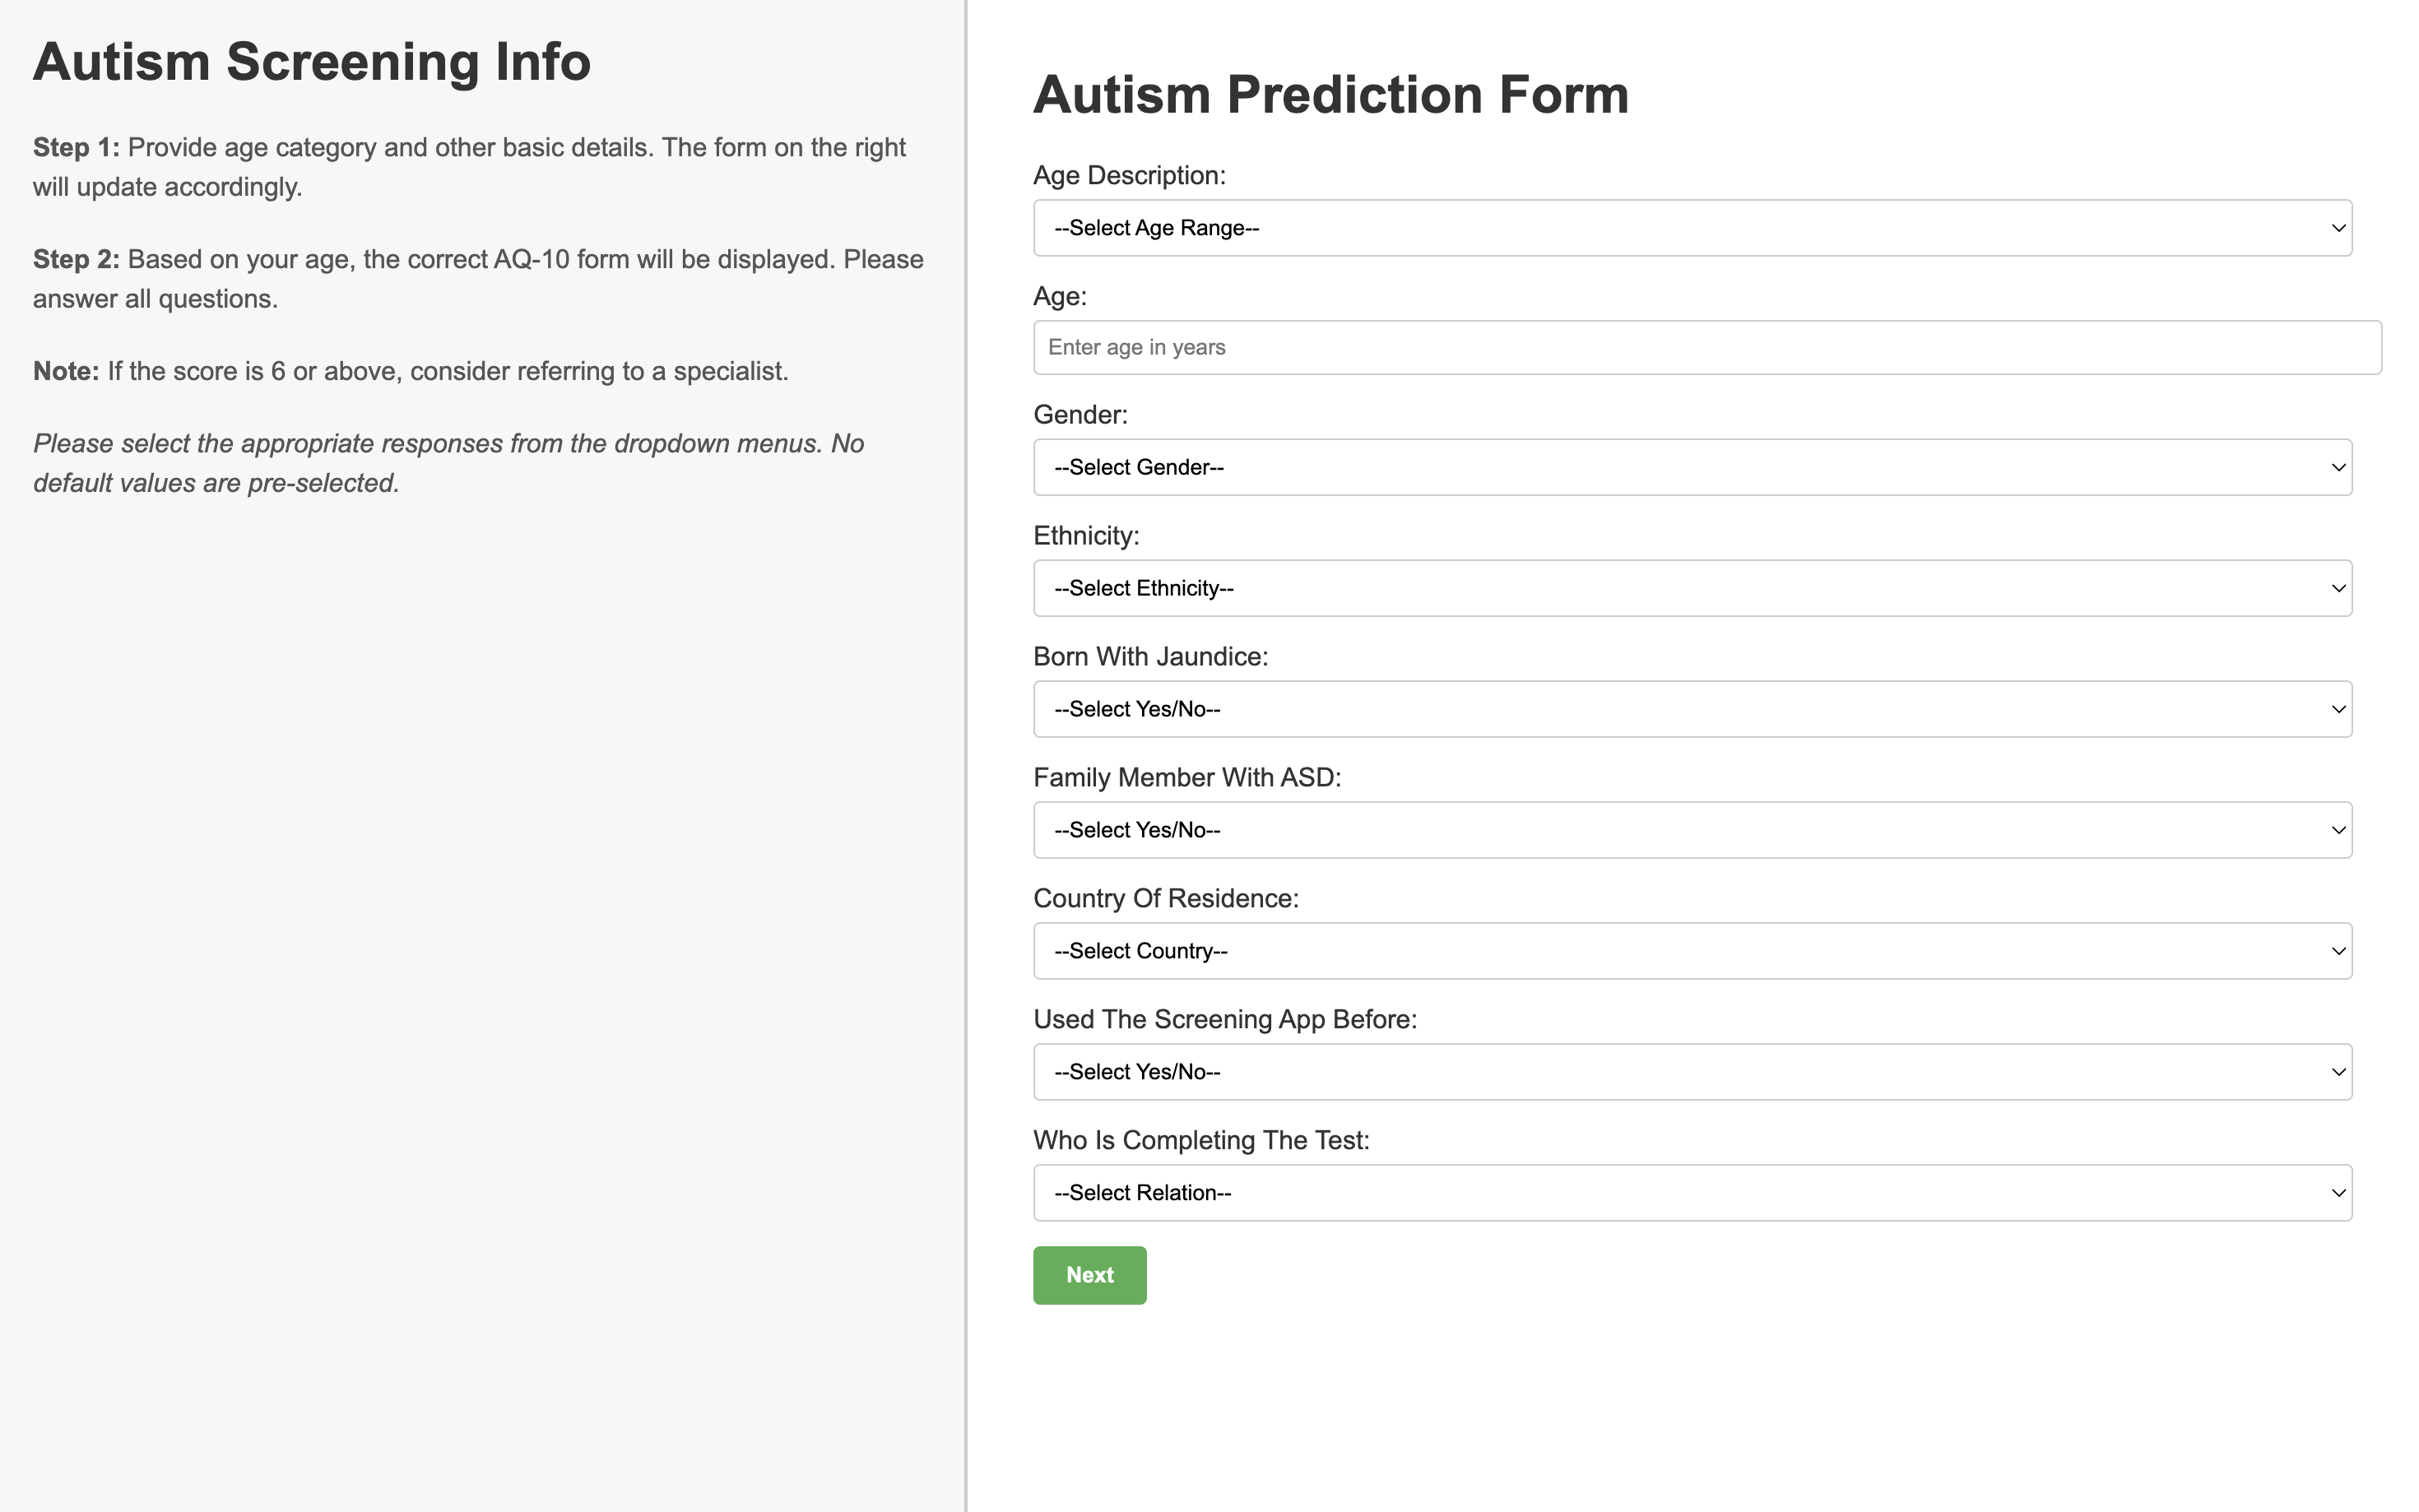 Autism Screening Info
Step 1: Provide age category and other basic details. The form on the right
will update accordingly.
Step 2: Based on your age, the correct AQ-10 form will be displayed. Please
answer all questions.
Note: If the score is 6 or above, consider referring to a specialist.
Please select the appropriate responses from the dropdown menus. No
default values are pre-selected.
Autism Prediction Form
Age Description:
--Select Age Range--
Age:
Enter age in years
Gender:
--Select Gender--
Ethnicity:
--Select Ethnicity--
Born With Jaundice:
--Select Yes/No--
Family Member With ASD:
--Select Yes/No--
Country Of Residence:
--Select Country--
Used The Screening App Before:
--Select Yes/No--
Who Is Completing The Test:
--Select Relation--
Next